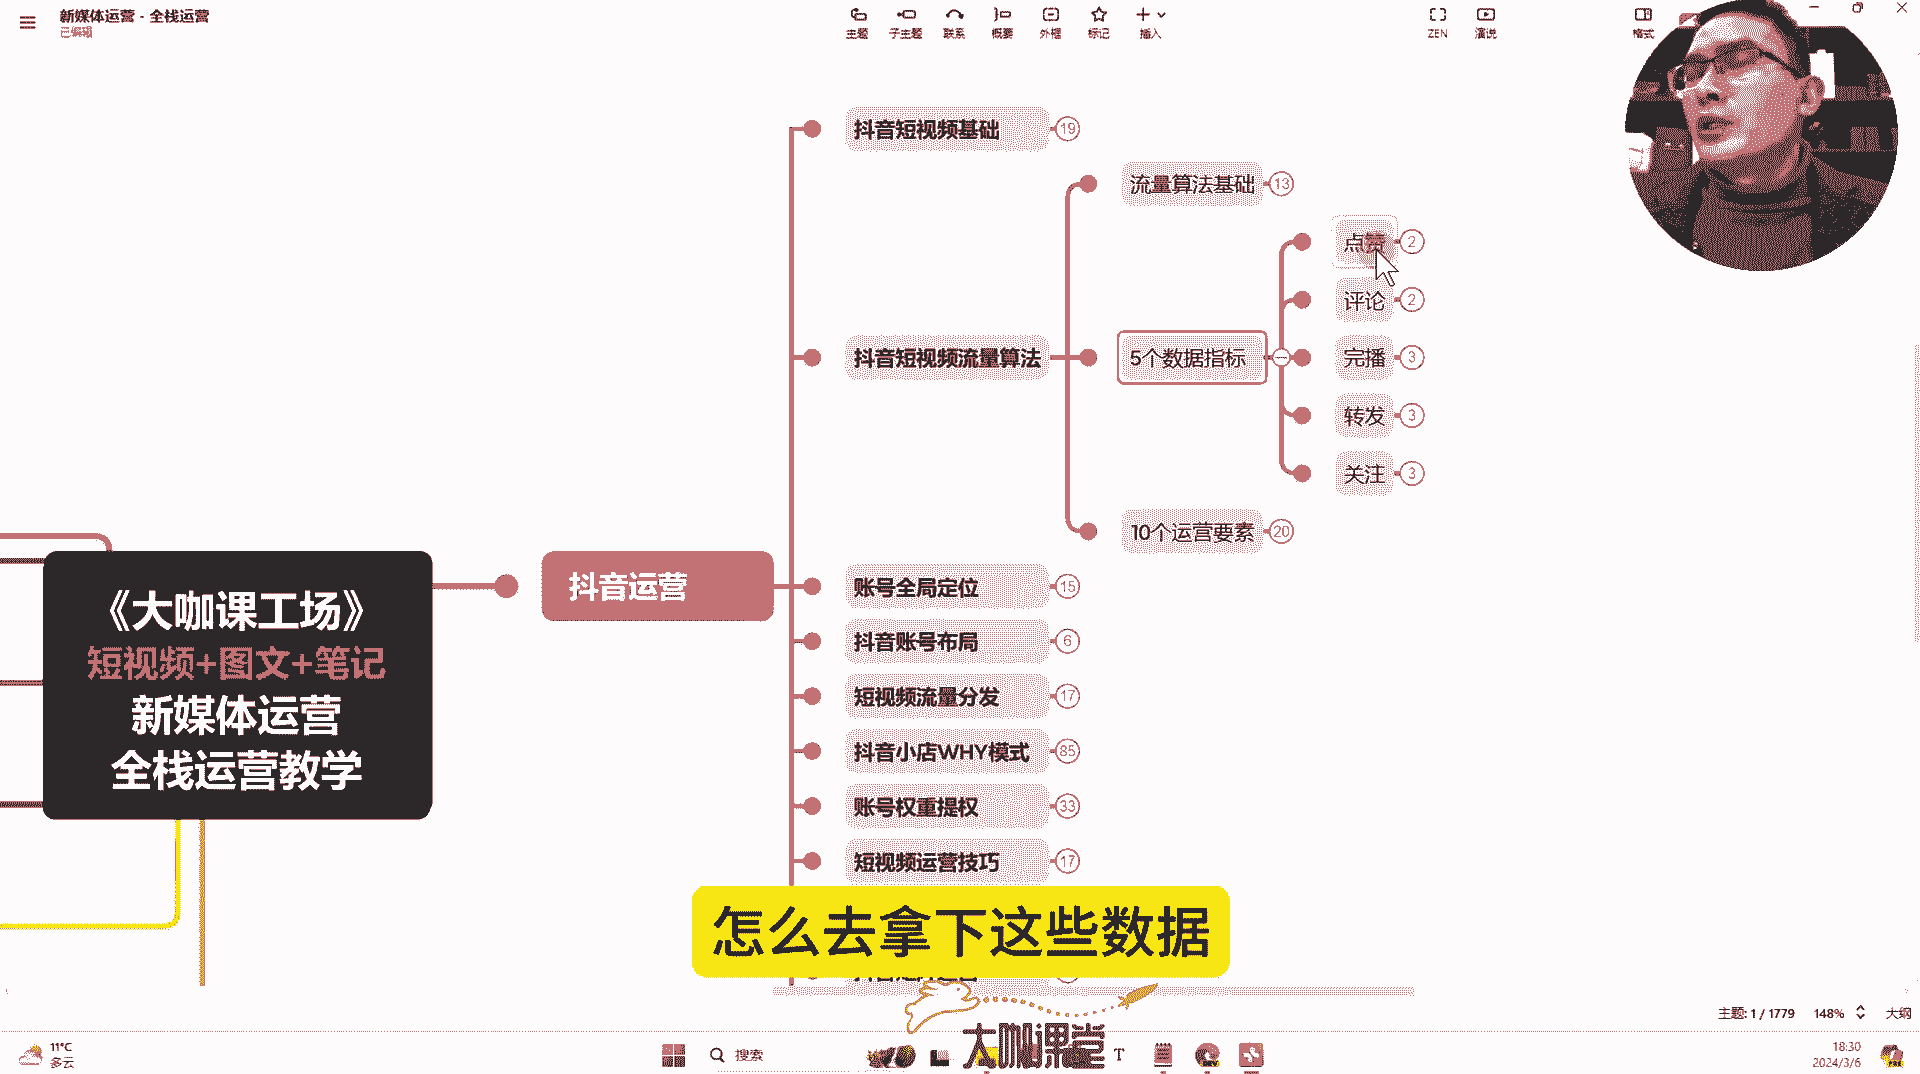 新媒体运营 - 全栈运营
已编辑
主题
子主题
联系
概要
外框
标记
插入
ZEN
演说
格式
抖音短视频基础
19
流量算法基础
13
点赞
2
评论
2
抖音短视频流量算法
5个数据指标
完播
3
转发
3
关注
3
10个运营要素
20
《大咖课工场》
短视频+图文+笔记
新媒体运营
全栈运营教学
抖音运营
账号全局定位
15
抖音账号布局
6
短视频流量分发
17
抖音小店WHY模式
85
账号权重提权
33
短视频运营技巧
17
怎么去拿下这些数据
大咖课堂
主题: 1 / 1779
148%
大纲
11°C
多云
搜索
18:30
2024/3/6